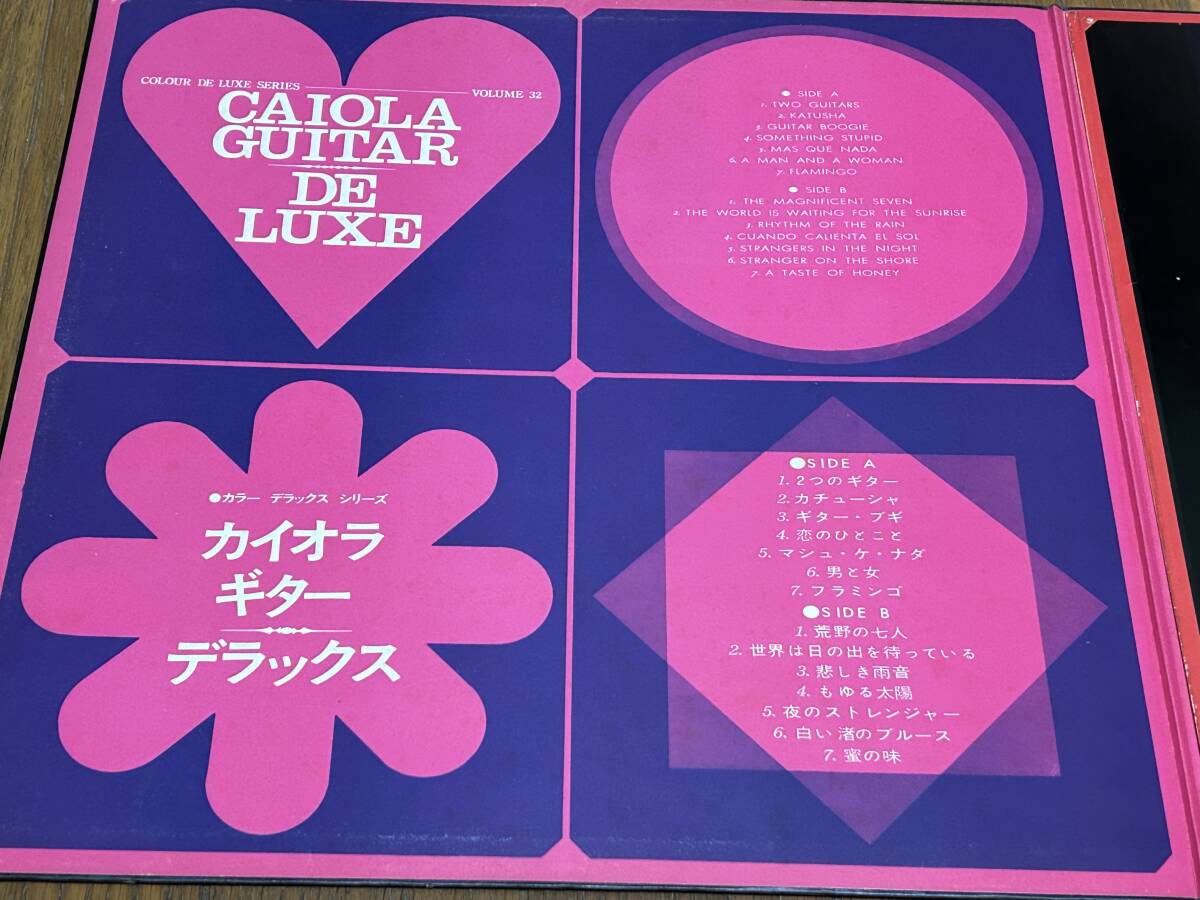 COLOUR DE LUXE SERIES
VOLUME 32
CAIOLA
GUITAR
DE
LUXE
● SIDE A
1. TWO GUITARS
2. KATUSHA
3. GUITAR BOOGIE
4. SOMETHING STUPID
5. MAS QUE NADA
6. A MAN AND A WOMAN
7. FLAMINGO
● SIDE B
1. THE MAGNIFICENT SEVEN
2. THE WORLD IS WAITING FOR THE SUNRISE
3. RHYTHM OF THE RAIN
4. CUANDO CALIENTA EL SOL
5. STRANGERS IN THE NIGHT
6. STRANGER ON THE SHORE
7. A TASTE OF HONEY
●カラー デラックス シリーズ
カイオラ
ギター
デラックス
●SIDE A
1. 2つのギター
2. カチューシャ
3. ギター・ブギ
4. 恋のひとこと
5. マシュ・ケ・ナダ
6. 男と女
7. フラミンゴ
●SIDE B
1. 荒野の七人
2. 世界は日の出を待っている
3. 悲しき雨音
4. もゆる太陽
5. 夜のストレンジャー
6. 白い渚のブルース
7. 蜜の味